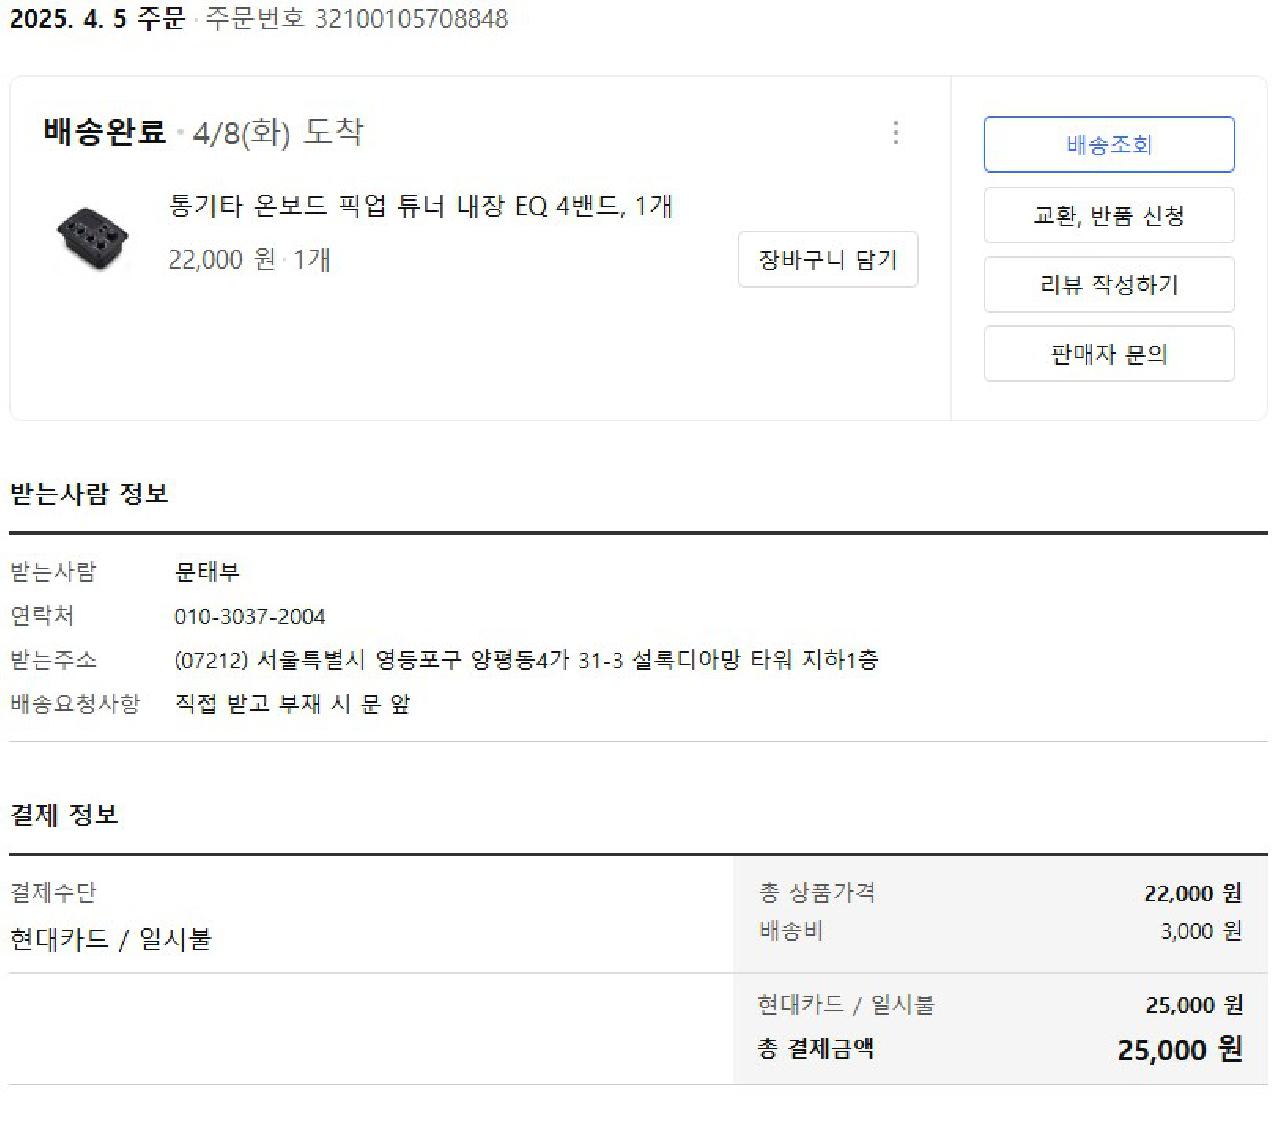 2025. 4. 5 주문 · 주문번호 32100105708848
배송완료 · 4/8(화) 도착
통기타 온보드 픽업 튜너 내장 EQ 4밴드, 1개
22,000 원 · 1개
장바구니 담기
배송조회
교환, 반품 신청
리뷰 작성하기
판매자 문의
받는사람 정보
받는사람 문태부
연락처 010-3037-2004
받는주소 (07212) 서울특별시 영등포구 양평동4가 31-3 설록디아망 타워 지하1층
배송요청사항 직접 받고 부재 시 문 앞
결제 정보
결제수단
현대카드 / 일시불
총 상품가격 22,000 원
배송비 3,000 원
현대카드 / 일시불 25,000 원
총 결제금액 25,000 원